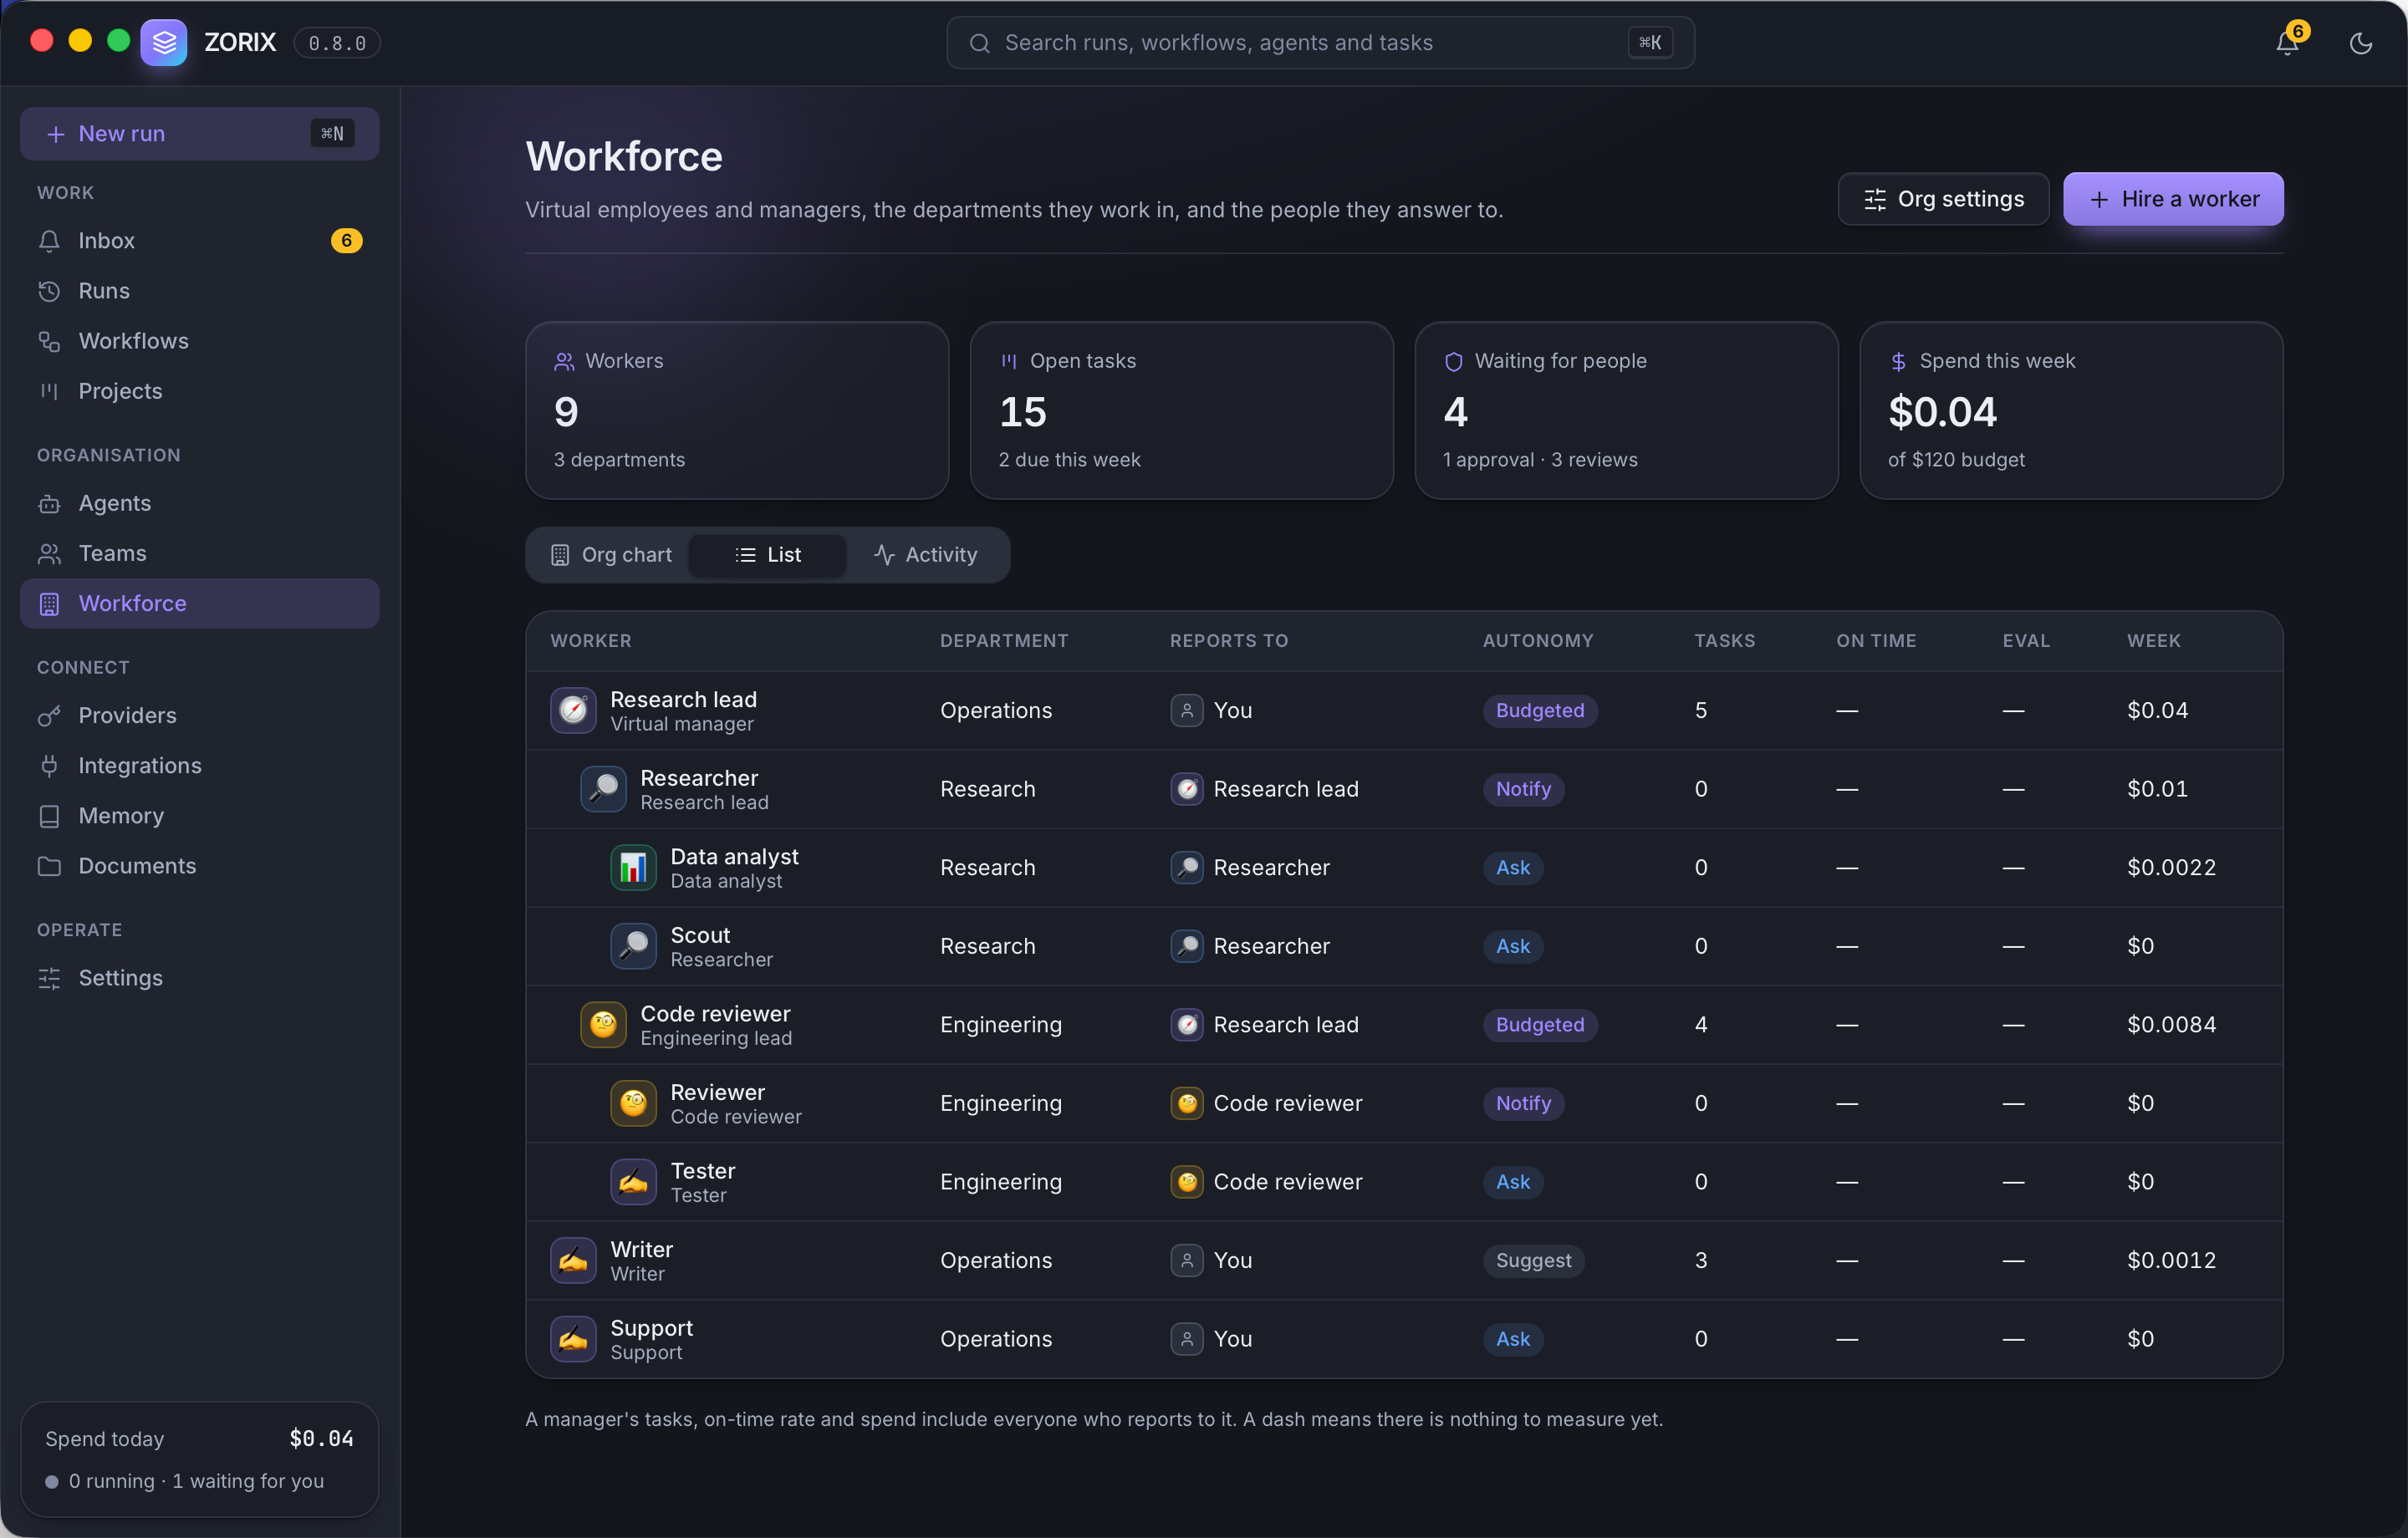 ZORIX 0.8.0
Search runs, workflows, agents and tasks ⌘K
6
+ New run ⌘N
WORK
Inbox 6
Runs
Workflows
Projects
ORGANISATION
Agents
Teams
Workforce
CONNECT
Providers
Integrations
Memory
Documents
OPERATE
Settings
Spend today $0.04
0 running · 1 waiting for you
Workforce
Virtual employees and managers, the departments they work in, and the people they answer to.
Org settings
+ Hire a worker
Workers
9
3 departments
Open tasks
15
2 due this week
Waiting for people
4
1 approval · 3 reviews
$ Spend this week
$0.04
of $120 budget
Org chart List Activity
WORKER DEPARTMENT REPORTS TO AUTONOMY TASKS ON TIME EVAL WEEK
Research lead
Virtual manager
Operations You Budgeted 5 — — $0.04
Researcher
Research lead
Research Research lead Notify 0 — — $0.01
Data analyst
Data analyst
Research Researcher Ask 0 — — $0.0022
Scout
Researcher
Research Researcher Ask 0 — — $0
Code reviewer
Engineering lead
Engineering Research lead Budgeted 4 — — $0.0084
Reviewer
Code reviewer
Engineering Code reviewer Notify 0 — — $0
Tester
Tester
Engineering Code reviewer Ask 0 — — $0
Writer
Writer
Operations You Suggest 3 — — $0.0012
Support
Support
Operations You Ask 0 — — $0
A manager's tasks, on-time rate and spend include everyone who reports to it. A dash means there is nothing to measure yet.